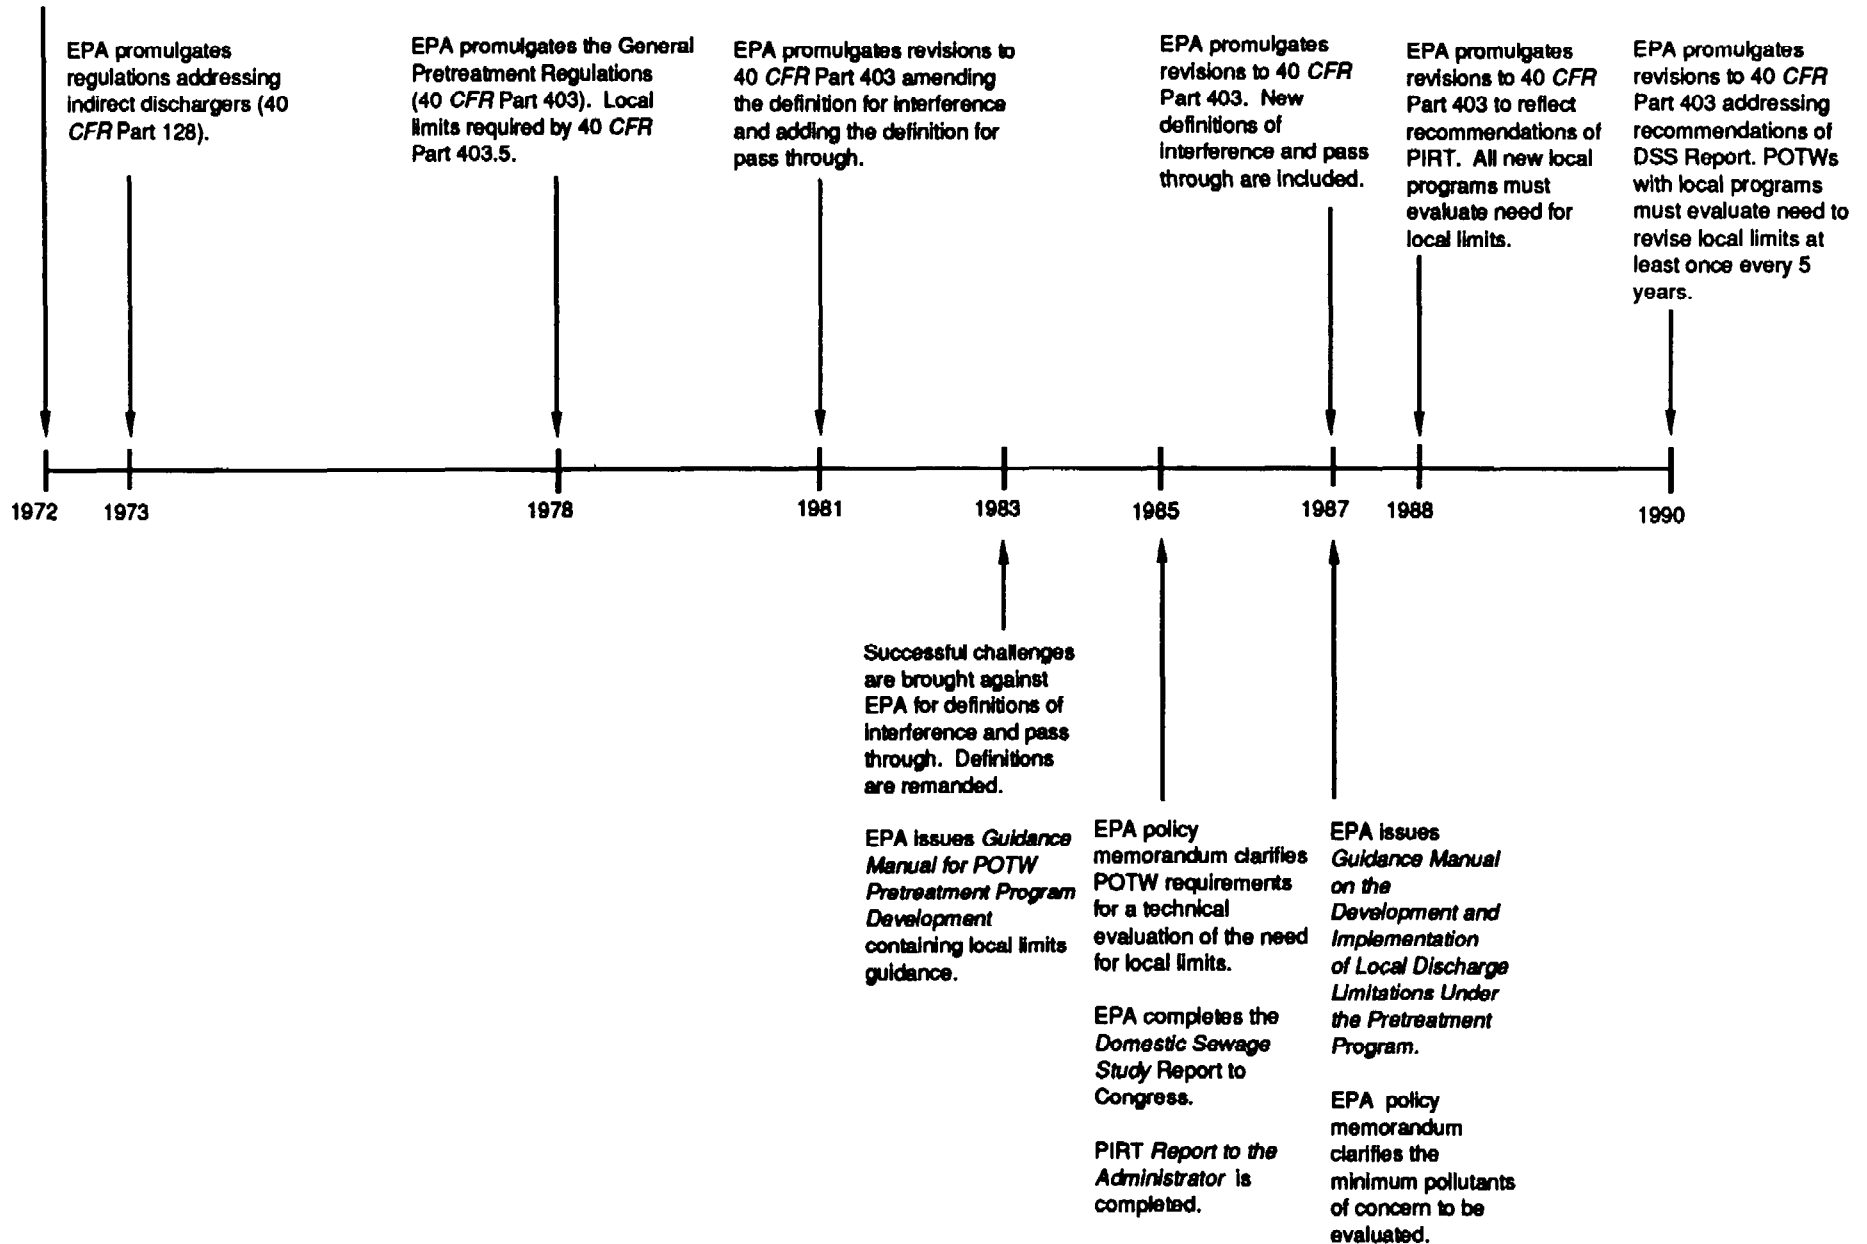 EPA promulgates
regulations addressing
indirect dischargers (40
CFR Part 128).
EPA promulgates the General
Pretreatment Regulations
(40 CFR Part 403). Local
limits required by 40 CFR
Part 403.5.
EPA promulgates revisions to
40 CFR Part 403 amending
the definition for interference
and adding the definition for
pass through.
EPA promulgates
revisions to 40 CFR
Part 403. New
definitions of
interference and pass
through are included.
EPA promulgates
revisions to 40 CFR
Part 403 to reflect
recommendations of
PIRT. All new local
programs must
evaluate need for
local limits.
EPA promulgates
revisions to 40 CFR
Part 403 addressing
recommendations of
DSS Report. POTWs
with local programs
must evaluate need to
revise local limits at
least once every 5
years.
1972
1973
1978
1981
1983
1985
1987
1988
1990
Successful challenges
are brought against
EPA for definitions of
interference and pass
through. Definitions
are remanded.
EPA issues Guidance
Manual for POTW
Pretreatment Program
Development
containing local limits
guidance.
EPA policy
memorandum clarifies
POTW requirements
for a technical
evaluation of the need
for local limits.
EPA completes the
Domestic Sewage
Study Report to
Congress.
PIRT Report to the
Administrator is
completed.
EPA issues
Guidance Manual
on the
Development and
Implementation
of Local Discharge
Limitations Under
the Pretreatment
Program.
EPA policy
memorandum
clarifies the
minimum pollutants
of concern to be
evaluated.